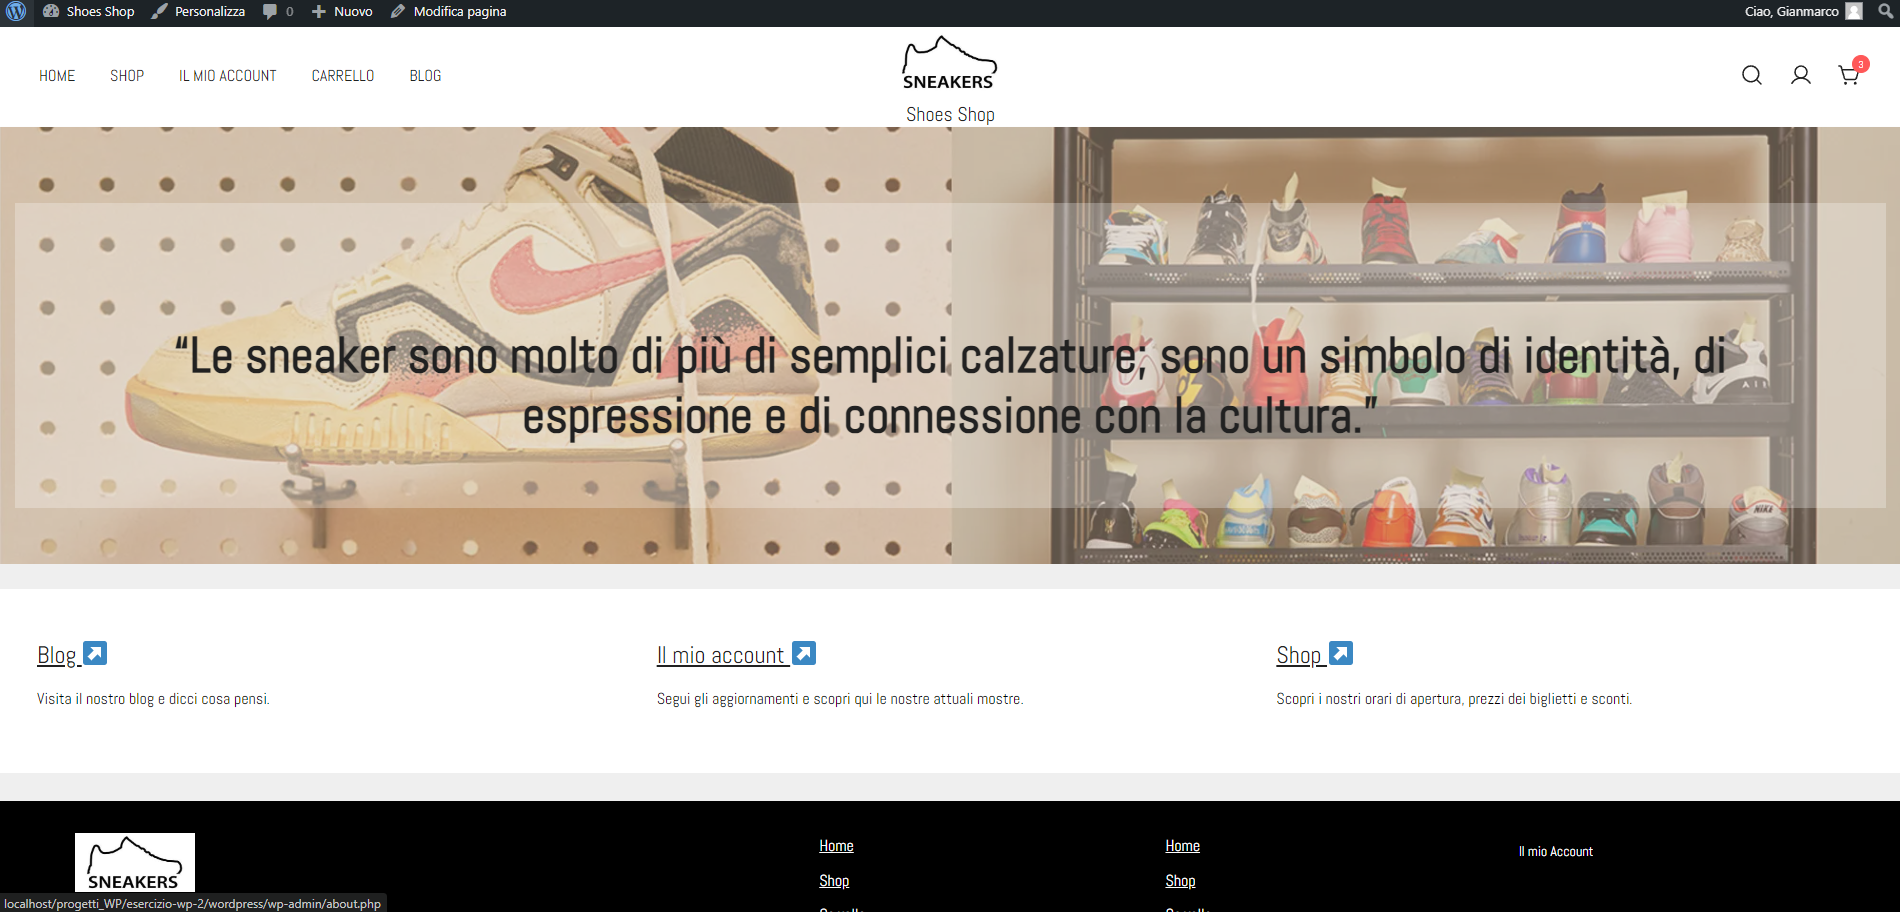 Shoes Shop Personalizza 0 Nuovo Modifica pagina Ciao, Gianmarco
HOME SHOP IL MIO ACCOUNT CARRELLO BLOG
SNEAKERS
3
Shoes Shop
“Le sneaker sono molto di più di semplici calzature; sono un simbolo di identità, di
espressione e di connessione con la cultura.”
Blog
Visita il nostro blog e dicci cosa pensi.
Il mio account
Segui gli aggiornamenti e scopri qui le nostre attuali mostre.
Shop
Scopri i nostri orari di apertura, prezzi dei biglietti e sconti.
SNEAKERS
Home
Shop
Home
Shop
Il mio Account
localhost/progetti_WP/esercizio-wp-2/wordpress/wp-admin/about.php